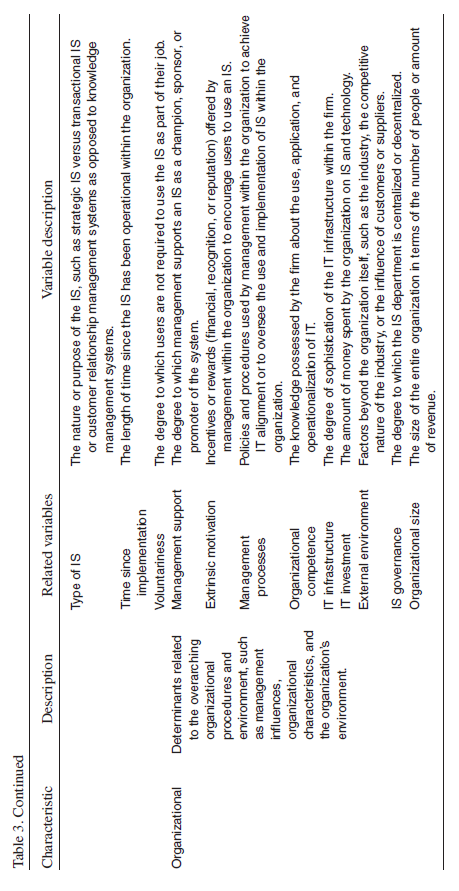 Table 3. Continued
Characteristic Description Related variables Variable description
Type of IS The nature or purpose of the IS, such as strategic IS versus transactional IS
or customer relationship management systems as opposed to knowledge
management systems.
Time since The length of time since the IS has been operational within the organization.
implementation
Voluntariness The degree to which users are not required to use the IS as part of their job.
Organizational Determinants related Management support The degree to which management supports an IS as a champion, sponsor, or
to the overarching promoter of the system.
organizational Extrinsic motivation Incentives or rewards (financial, recognition, or reputation) offered by
procedures and management within the organization to encourage users to use an IS.
environment, such Management Policies and procedures used by management within the organization to achieve
as management processes IT alignment or to oversee the use and implementation of IS within the
influences, organization.
organizational Organizational The knowledge possessed by the firm about the use, application, and
characteristics, and competence operationalization of IT.
the organization's IT infrastructure The degree of sophistication of the IT infrastructure within the firm.
environment. IT investment The amount of money spent by the organization on IS and technology.
External environment Factors beyond the organization itself, such as the industry, the competitive
nature of the industry, or the influence of customers or suppliers.
IS governance The degree to which the IS department is centralized or decentralized.
Organizational size The size of the entire organization in terms of the number of people or amount
of revenue.